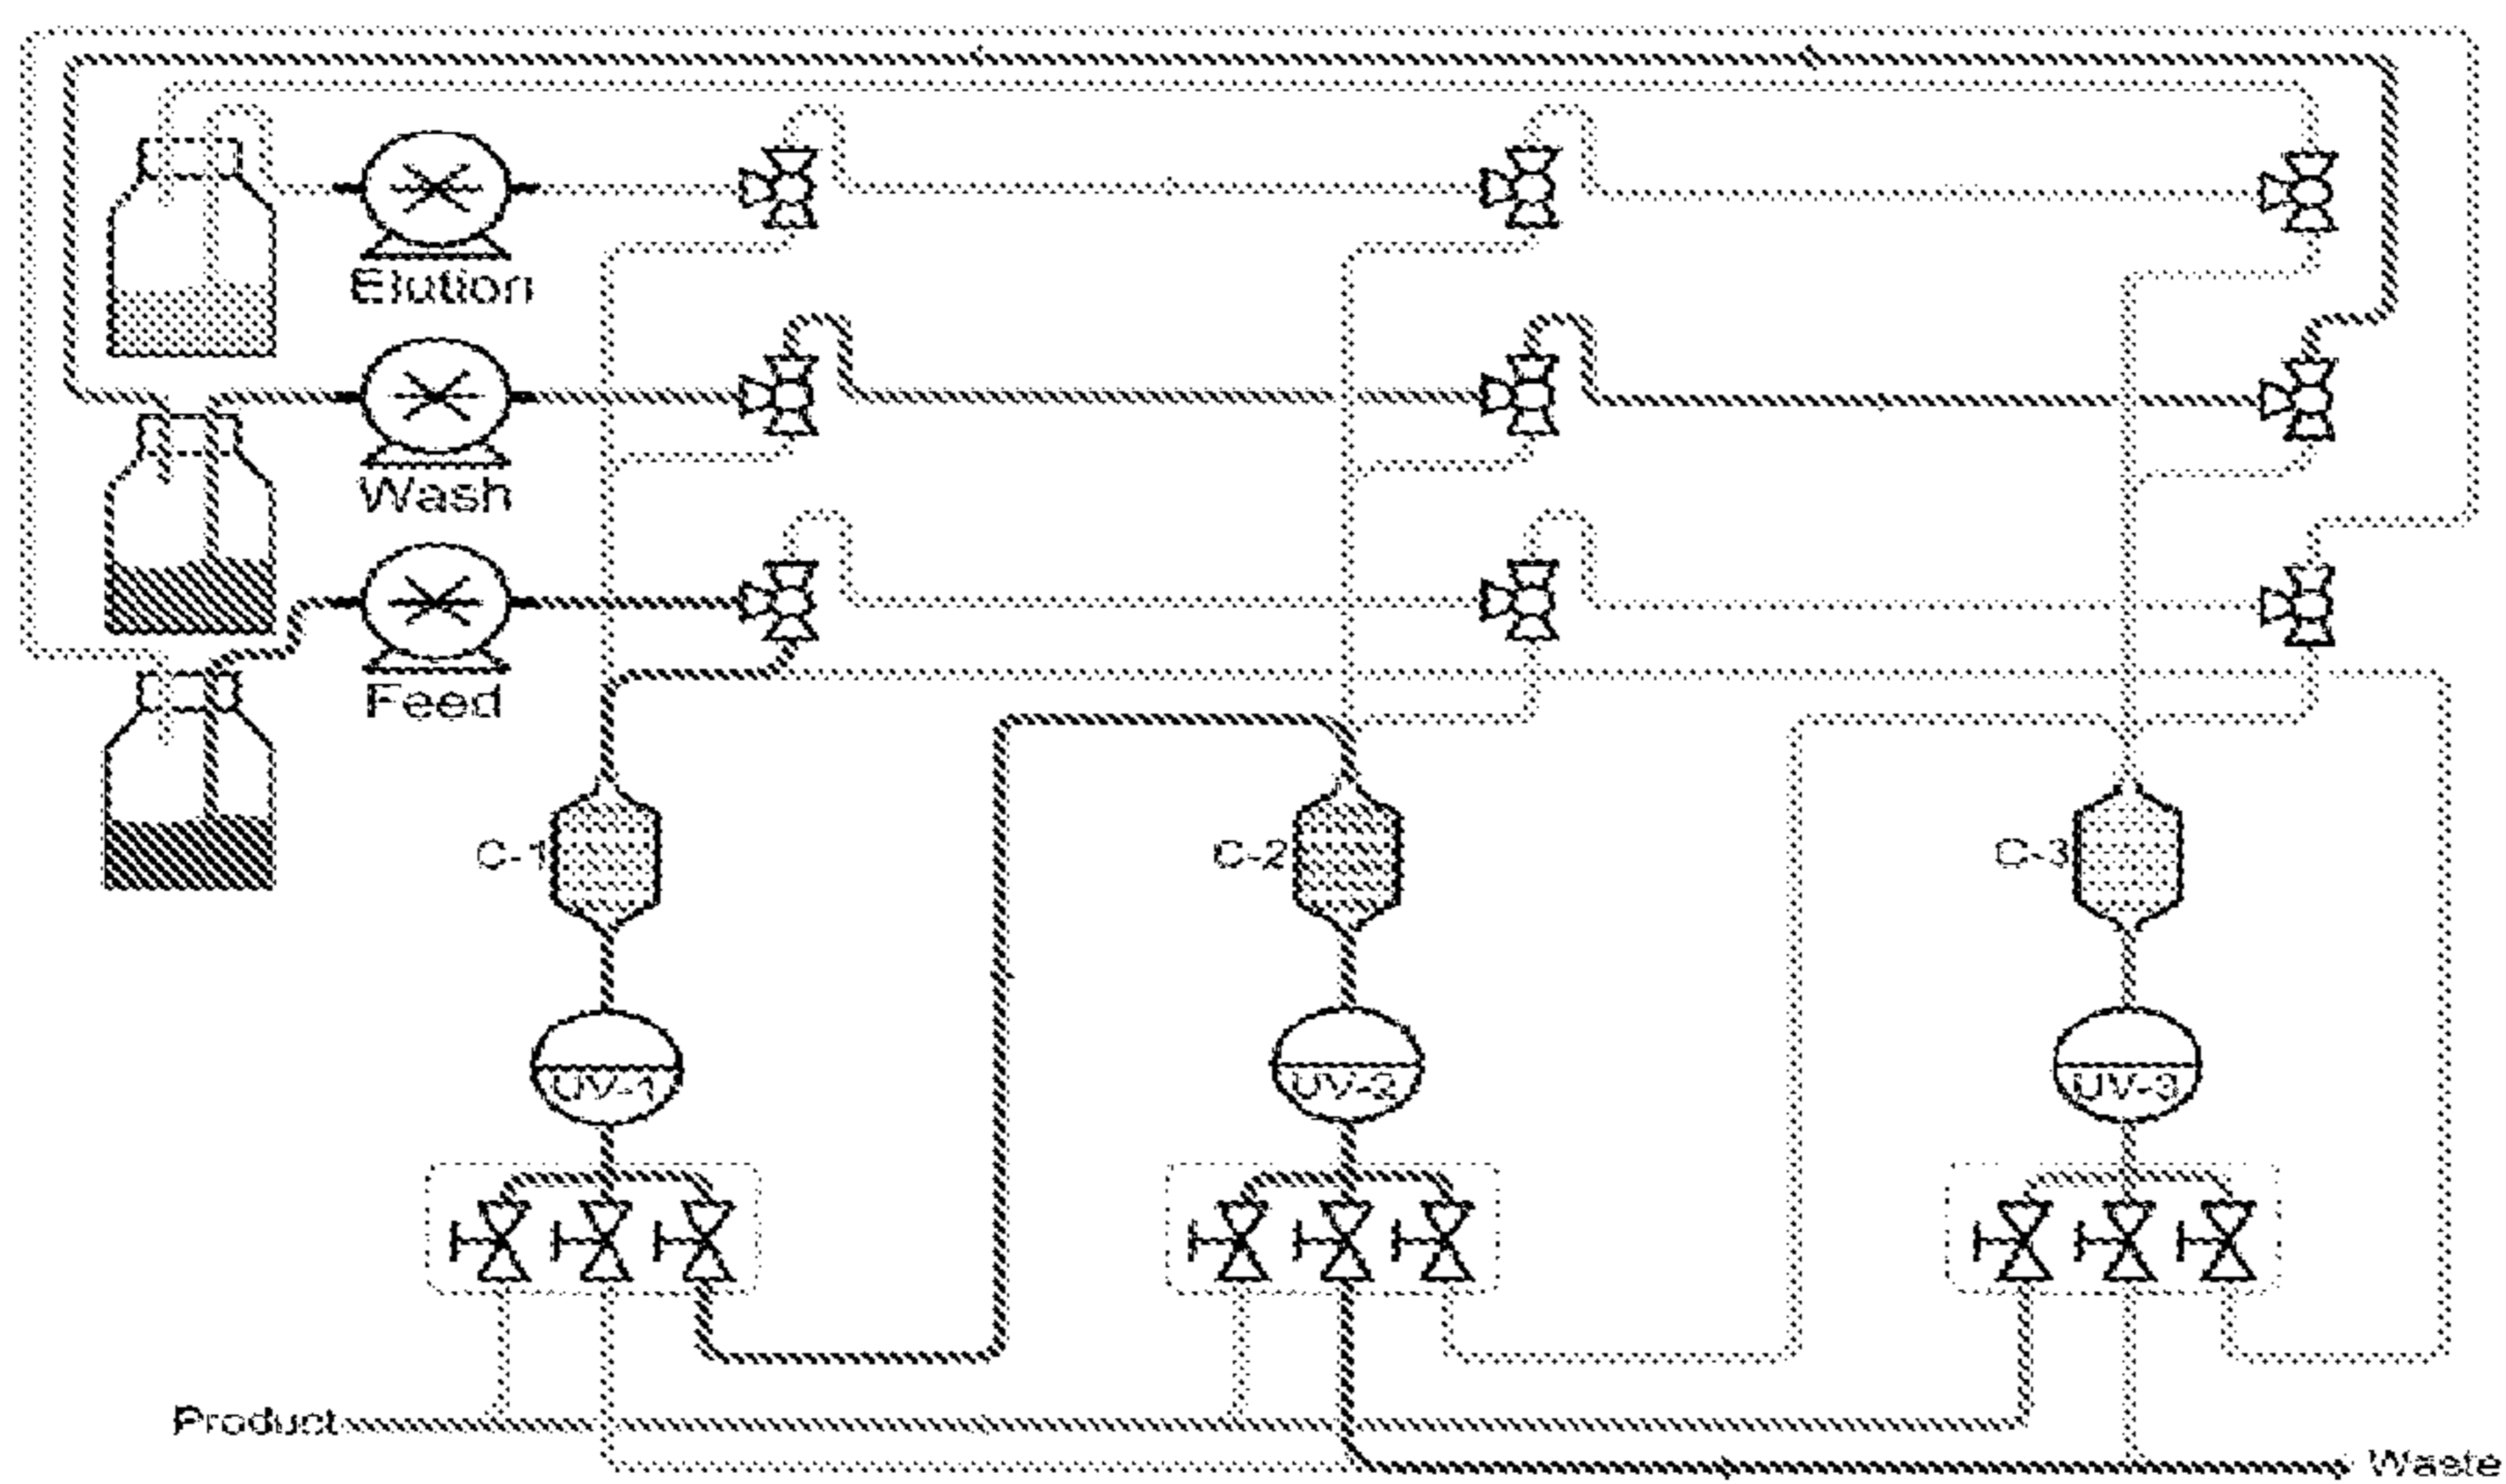 Elution
Wash
Feed
C-1
C-2
C-3
UV-1
UV-2
UV-3
Product
Waste